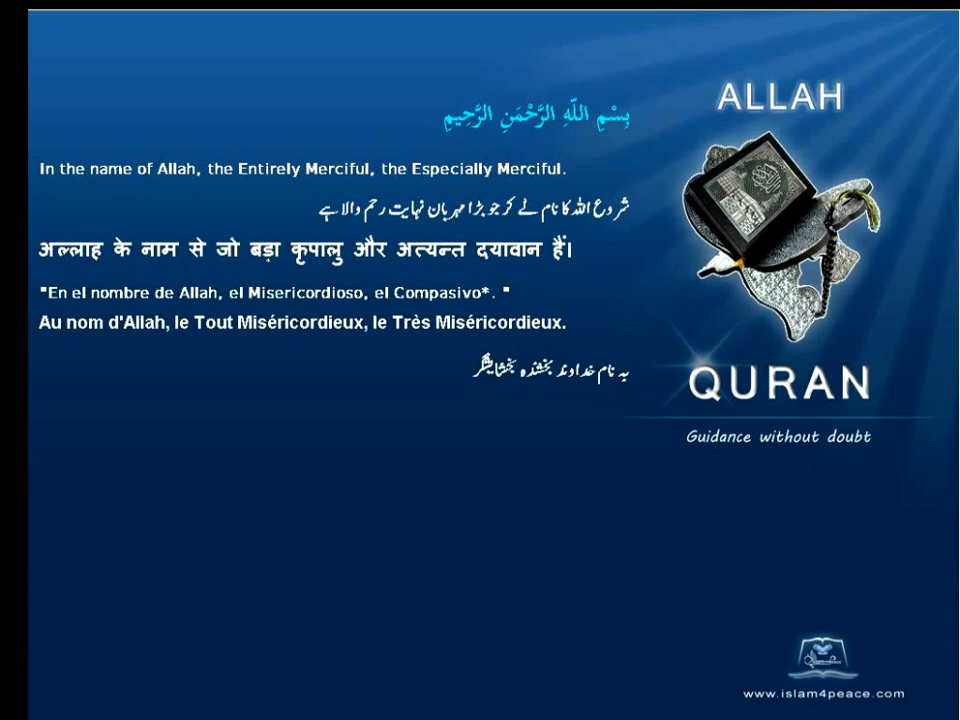 بِسْمِ اللّهِ الرَّحْمَنِ الرَّحِيمِ
In the name of Allah, the Entirely Merciful, the Especially Merciful.
شروع الله کا نام لے کر جو بڑا مہربان نہایت رحم والا ہے
अल्लाह के नाम से जो बड़ा कृपालु और अत्यन्त दयावान हैं।
"En el nombre de Allah, el Misericordioso, el Compasivo*. "
Au nom d'Allah, le Tout Miséricordieux, le Très Miséricordieux.
به نام خداوند بخشنده بخشایشگر
ALLAH
QURAN
Guidance without doubt
www.islam4peace.com